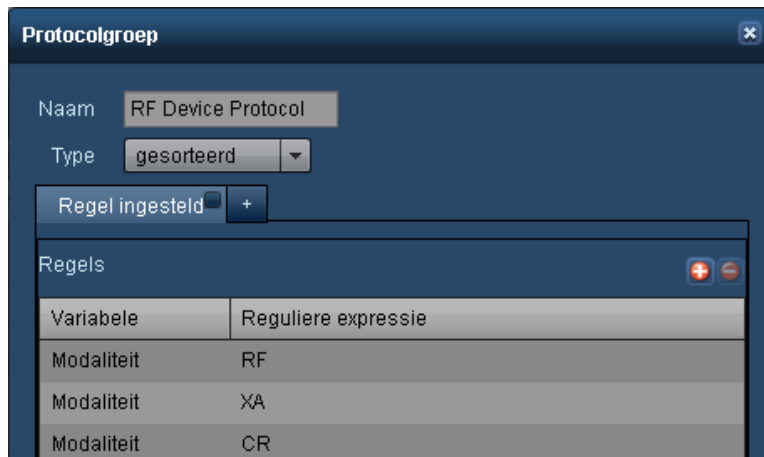 Protocolgroep
Naam RF Device Protocol
Type gesorteerd
Regel ingesteld +
Regels
Variabele Reguliere expressie
Modaliteit RF
Modaliteit XA
Modaliteit CR